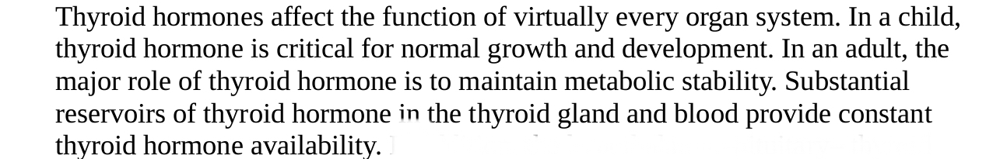 Thyroid hormones affect the function of virtually every organ system. In a child,
thyroid hormone is critical for normal growth and development. In an adult, the
major role of thyroid hormone is to maintain metabolic stability. Substantial
reservoirs of thyroid hormone in the thyroid gland and blood provide constant
thyroid hormone availability.